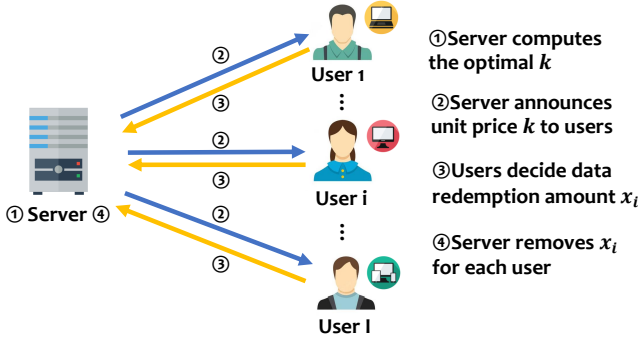 ②
③
User 1
⋮
②
③
User i
⋮
① Server ④
②
③
User I
①Server computes
the optimal k
②Server announces
unit price k to users
③Users decide data
redemption amount xᵢ
④Server removes xᵢ
for each user